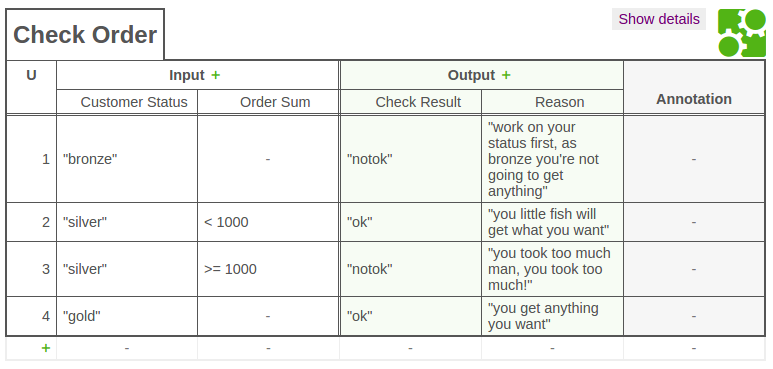 Show details
Check Order
U Input + Output + Annotation
Customer Status Order Sum Check Result Reason
1 "bronze" - "notok" "work on your
status first, as
bronze you're not
going to get
anything" -
2 "silver" < 1000 "ok" "you little fish will
get what you want" -
3 "silver" >= 1000 "notok" "you took too much
man, you took too
much!" -
4 "gold" - "ok" "you get anything
you want" -
+ - - - - -